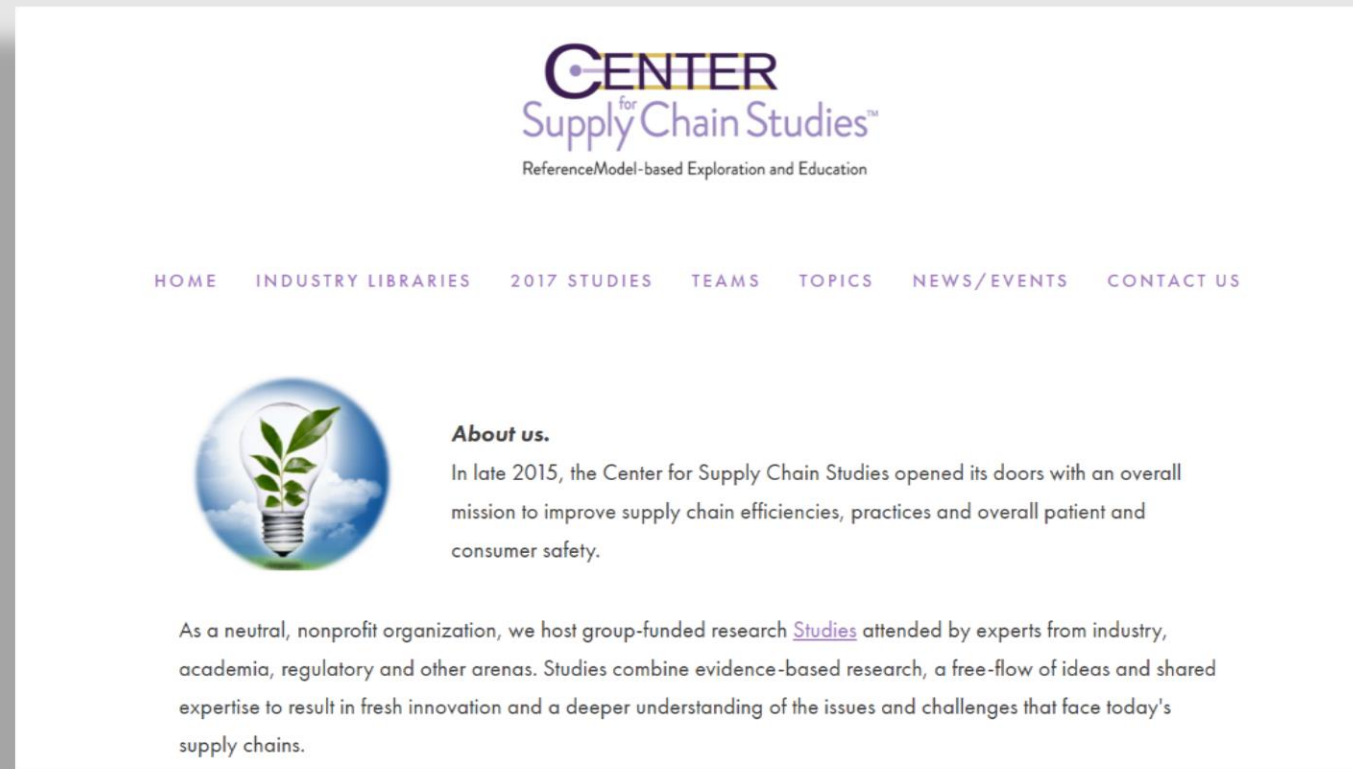 CENTER
for
Supply Chain Studies™
ReferenceModel-based Exploration and Education
HOME INDUSTRY LIBRARIES 2017 STUDIES TEAMS TOPICS NEWS/EVENTS CONTACT US
About us.
In late 2015, the Center for Supply Chain Studies opened its doors with an overall
mission to improve supply chain efficiencies, practices and overall patient and
consumer safety.
As a neutral, nonprofit organization, we host group-funded research Studies attended by experts from industry,
academia, regulatory and other arenas. Studies combine evidence-based research, a free-flow of ideas and shared
expertise to result in fresh innovation and a deeper understanding of the issues and challenges that face today's
supply chains.